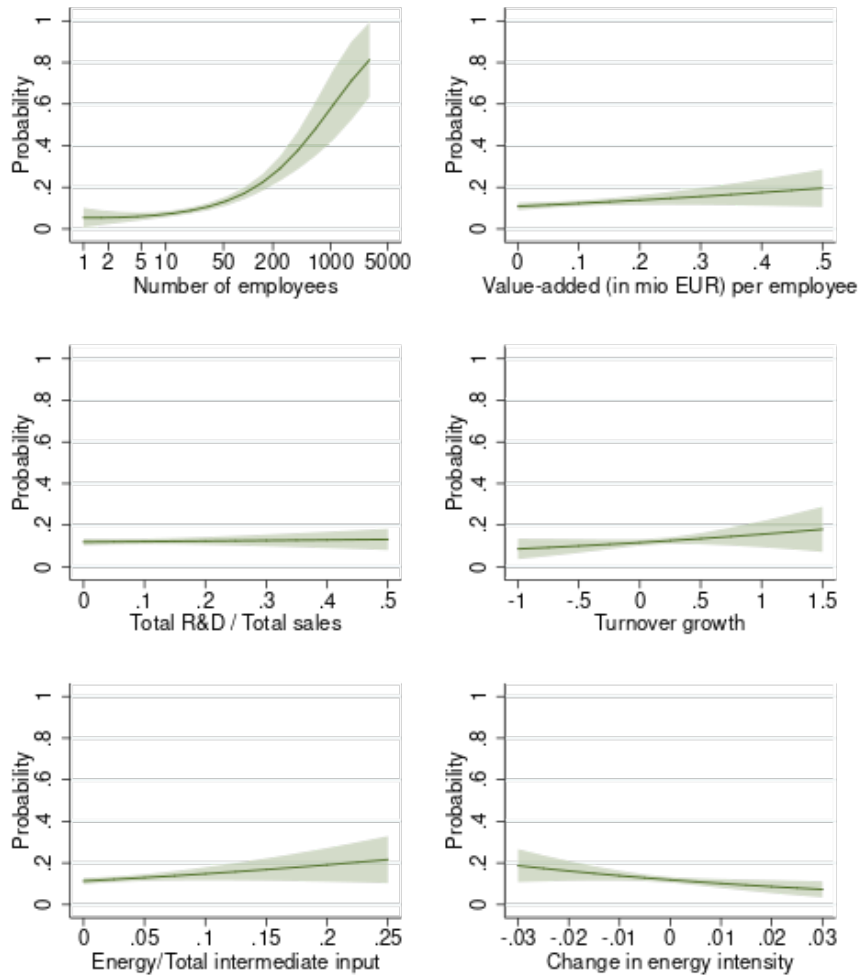 Probability
1
.8
.6
.4
.2
0
1 2 5 10 50 200 1000 5000
Number of employees
Probability
1
.8
.6
.4
.2
0
0 .1 .2 .3 .4 .5
Value-added (in mio EUR) per employee
Probability
1
.8
.6
.4
.2
0
0 .1 .2 .3 .4 .5
Total R&D / Total sales
Probability
1
.8
.6
.4
.2
0
-1 -.5 0 .5 1 1.5
Turnover growth
Probability
1
.8
.6
.4
.2
0
0 .05 .1 .15 .2 .25
Energy/Total intermediate input
Probability
1
.8
.6
.4
.2
0
-.03 -.02 -.01 0 .01 .02 .03
Change in energy intensity